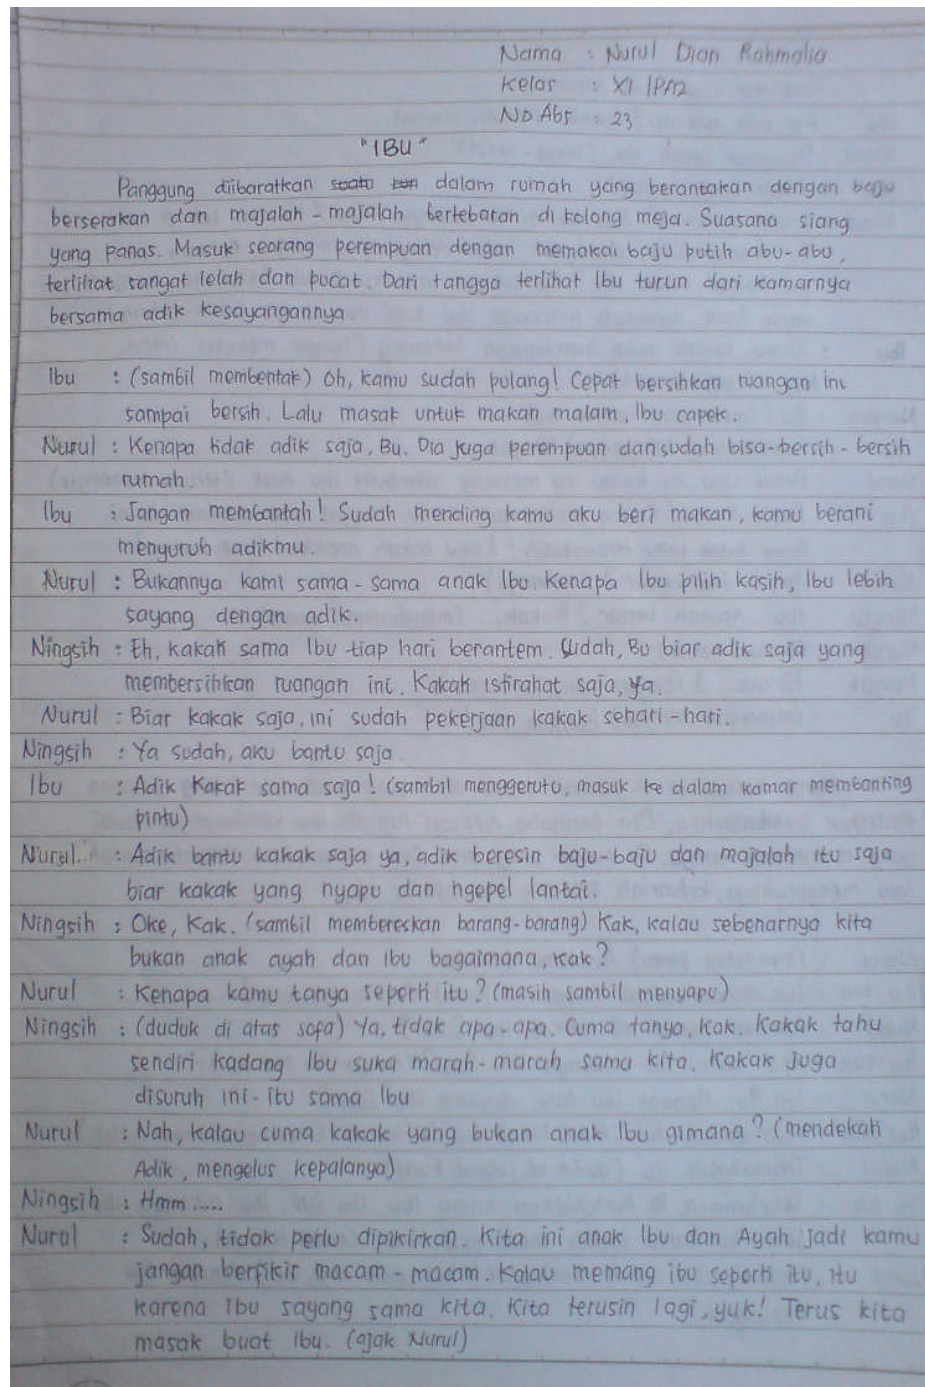 Nama : Nurul Dian Rahmalia
Kelas : XI IPA2
No.Abs : 23
"IBU"
Panggung diibaratkan dalam rumah yang berantakan dengan baju
berserakan dan majalah-majalah bertebaran di kolong meja. Suasana siang
yang panas. Masuk seorang perempuan dengan memakai baju putih abu-abu,
terlihat sangat lelah dan pucat. Dari tangga terlihat Ibu turun dari kamarnya
bersama adik kesayangannya
Ibu : (sambil membentak) Oh, kamu sudah pulang! Cepat bersihkan ruangan ini
sampai bersih. Lalu masak untuk makan malam, Ibu capek.
Nurul : Kenapa tidak adik saja, Bu. Dia juga perempuan dan sudah bisa-bersih-bersih
rumah.
Ibu : Jangan membantah! Sudah mending kamu aku beri makan, kamu berani
menyuruh adikmu.
Nurul : Bukannya kami sama-sama anak Ibu. Kenapa Ibu pilih kasih, Ibu lebih
sayang dengan adik.
Ningsih : Eh, kakak sama Ibu tiap hari berantem. Sudah, Bu biar adik saja yang
membersihkan ruangan ini. Kakak istirahat saja, ya.
Nurul : Biar kakak saja, ini sudah pekerjaan kakak sehari-hari.
Ningsih : Ya sudah, aku bantu saja
Ibu : Adik Kakak sama saja! (sambil menggerutu, masuk ke dalam kamar membanting
pintu)
Nurul : Adik bantu kakak saja ya, adik beresin baju-baju dan majalah itu saja
biar kakak yang nyapu dan ngepel lantai.
Ningsih : Oke, Kak. (sambil membereskan barang-barang) Kak, kalau sebenarnya kita
bukan anak ayah dan ibu bagaimana, kak?
Nurul : Kenapa kamu tanya seperti itu? (masih sambil menyapu)
Ningsih : (duduk di atas sofa) Ya, tidak apa-apa. Cuma tanya, Kak. Kakak tahu
sendiri kadang Ibu suka marah-marah sama kita. Kakak juga
disuruh ini-itu sama Ibu
Nurul : Nah, kalau cuma kakak yang bukan anak Ibu gimana? (mendekati
Adik, mengelus kepalanya)
Ningsih : Hmm.....
Nurul : Sudah, tidak perlu dipikirkan. Kita ini anak Ibu dan Ayah jadi kamu
jangan berpikir macam-macam. Kalau memang ibu seperti itu, itu
karena Ibu sayang sama kita. Kita terusin lagi, yuk! Terus kita
masak buat Ibu. (ajak Nurul)